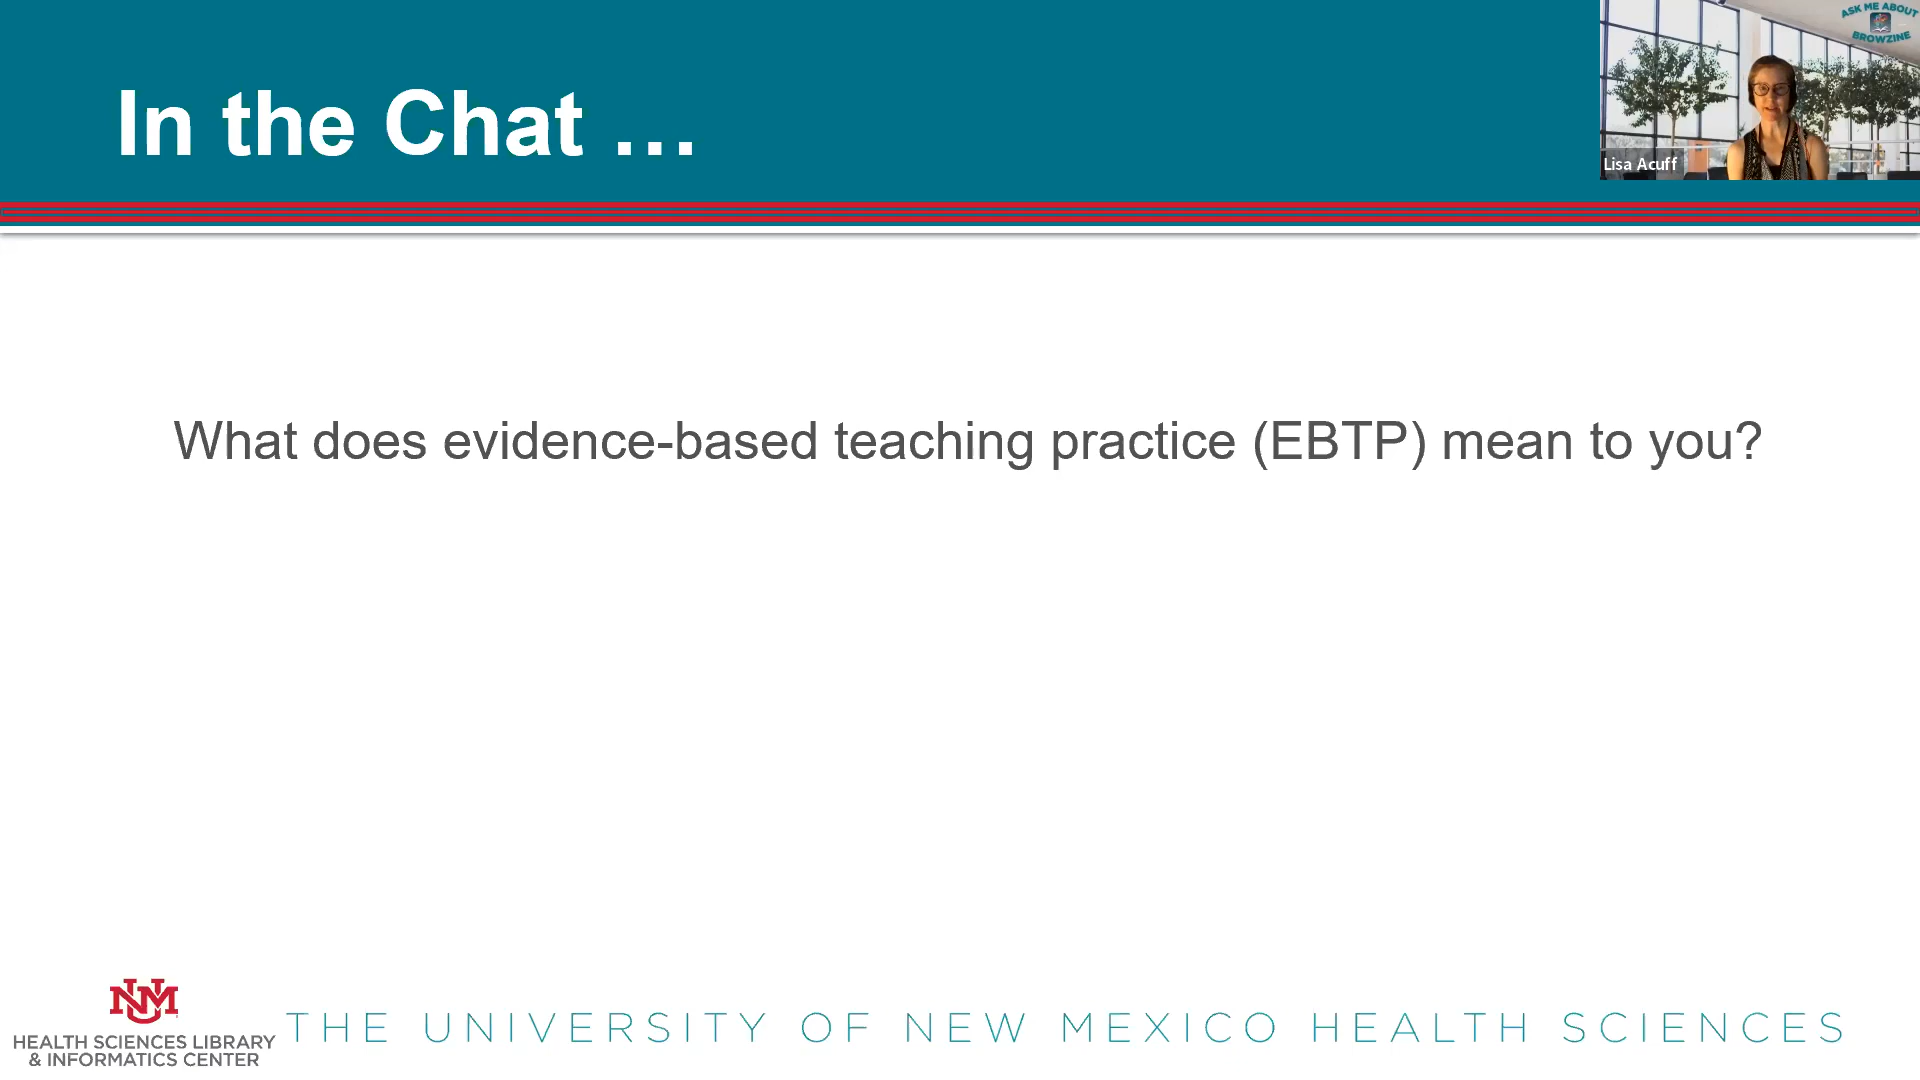 In the Chat …
ASK ME ABOUT
BROWZINE
Lisa Acuff
What does evidence-based teaching practice (EBTP) mean to you?
UNM
HEALTH SCIENCES LIBRARY
& INFORMATICS CENTER
THE UNIVERSITY OF NEW MEXICO HEALTH SCIENCES